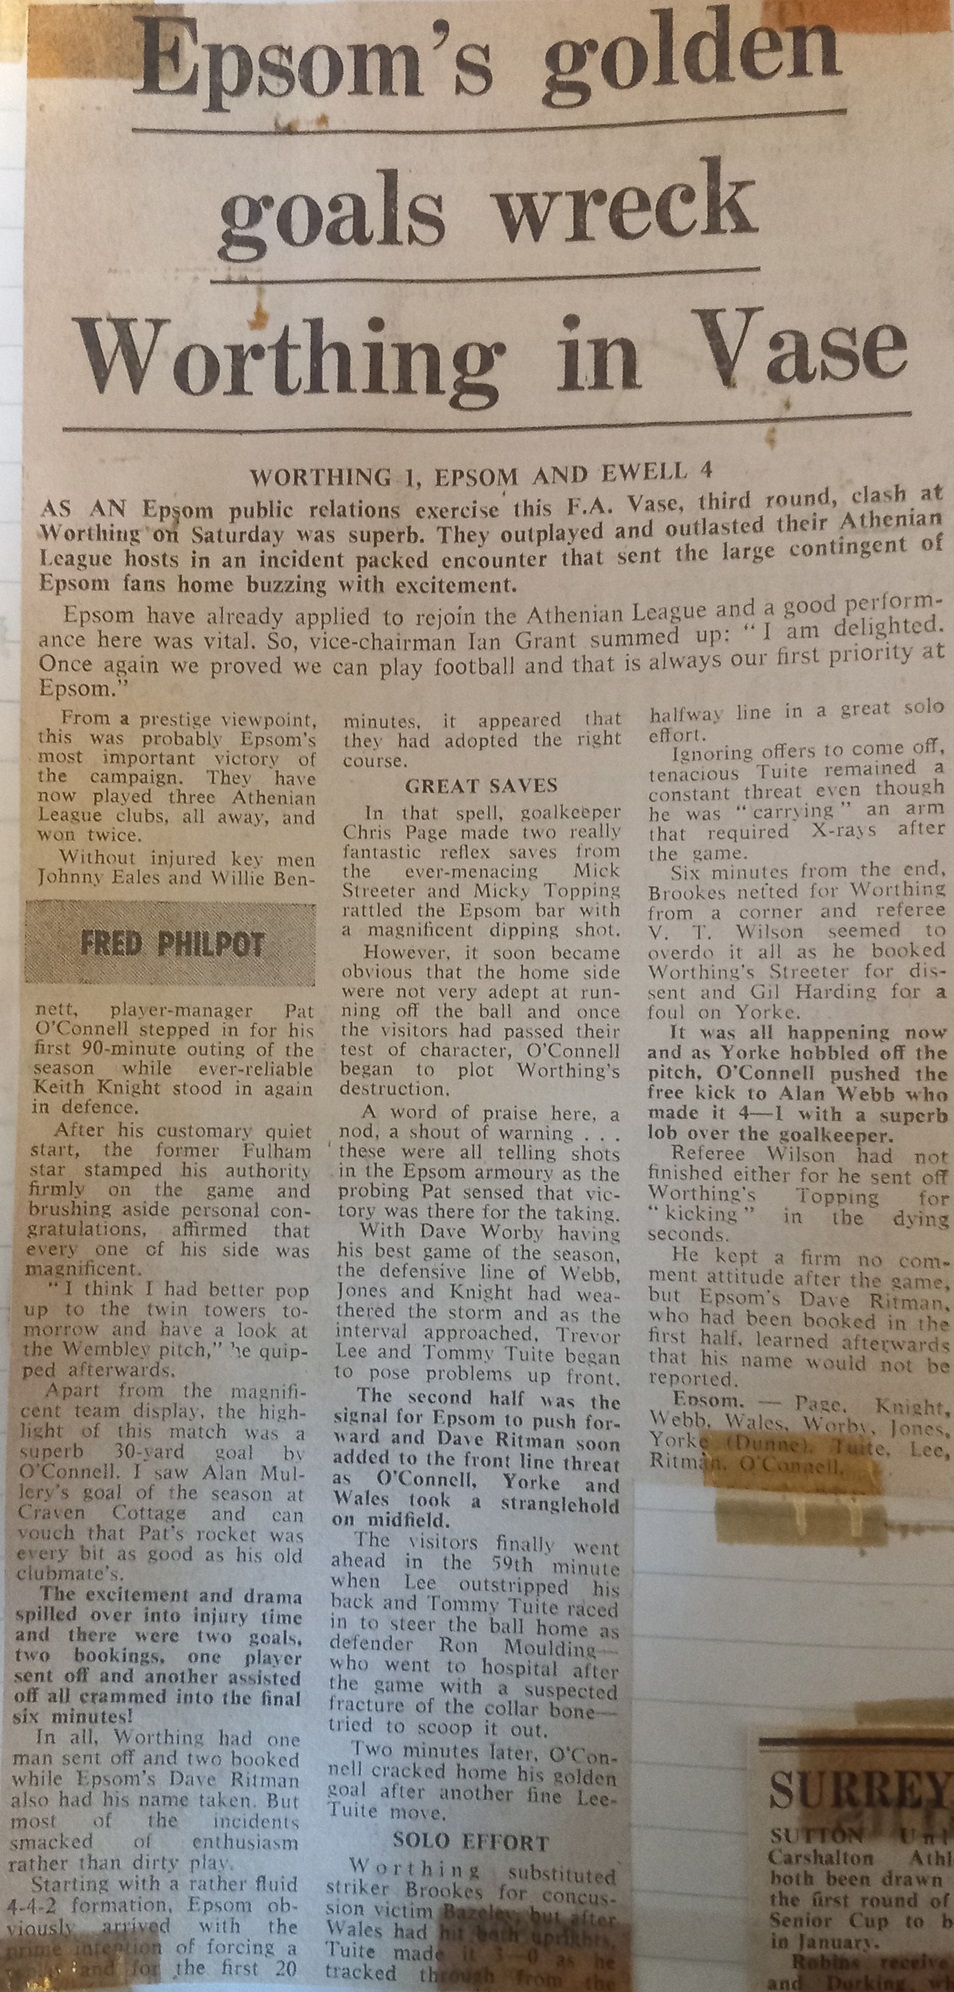 Epsom's golden
goals wreck
Worthing in Vase
WORTHING 1, EPSOM AND EWELL 4
AS AN Epsom public relations exercise this F.A. Vase, third round, clash at
Worthing on Saturday was superb. They outplayed and outlasted their Athenian
League hosts in an incident packed encounter that sent the large contingent of
Epsom fans home buzzing with excitement.
Epsom have already applied to rejoin the Athenian League and a good perform-
ance here was vital. So, vice-chairman Ian Grant summed up: "I am delighted.
Once again we proved we can play football and that is always our first priority at
Epsom."
From a prestige viewpoint,
this was probably Epsom's
most important victory of
the campaign. They have
now played three Athenian
League clubs, all away, and
won twice.
Without injured key men
Johnny Eales and Willie Ben-
FRED PHILPOT
nett, player-manager Pat
O'Connell stepped in for his
first 90-minute outing of the
season while ever-reliable
Keith Knight stood in again
in defence.
After his customary quiet
start, the former Fulham
star stamped his authority
firmly on the game and
brushing aside personal con-
gratulations, affirmed that
every one of his side was
magnificent.
"I think I had better pop
up to the twin towers to-
morrow and have a look at
the Wembley pitch," he quip-
ped afterwards.
Apart from the magnifi-
cent team display, the high-
light of this match was a
superb 30-yard goal by
O'Connell. I saw Alan Mul-
lery's goal of the season at
Craven Cottage and can
vouch that Pat's rocket was
every bit as good as his old
clubmate's.
The excitement and drama
spilled over into injury time
and there were two goals,
two bookings, one player
sent off and another assisted
off all crammed into the final
six minutes!
In all, Worthing had one
man sent off and two booked
while Epsom's Dave Ritman
also had his name taken. But
most of the incidents
smacked of enthusiasm
rather than dirty play.
Starting with a rather fluid
4-4-2 formation, Epsom ob-
viously arrived with the
prime intention of forcing a
and for the first 20
minutes, it appeared that
they had adopted the right
course.
GREAT SAVES
In that spell, goalkeeper
Chris Page made two really
fantastic reflex saves from
the ever-menacing Mick
Streeter and Micky Topping
rattled the Epsom bar with
a magnificent dipping shot.
However, it soon became
obvious that the home side
were not very adept at run-
ning off the ball and once
the visitors had passed their
test of character, O'Connell
began to plot Worthing's
destruction.
A word of praise here, a
nod, a shout of warning . . .
these were all telling shots
in the Epsom armoury as the
probing Pat sensed that vic-
tory was there for the taking.
With Dave Worby having
his best game of the season,
the defensive line of Webb,
Jones and Knight had wea-
thered the storm and as the
interval approached, Trevor
Lee and Tommy Tuite began
to pose problems up front.
The second half was the
signal for Epsom to push for-
ward and Dave Ritman soon
added to the front line threat
as O'Connell, Yorke and
Wales took a stranglehold
on midfield.
The visitors finally went
ahead in the 59th minute
when Lee outstripped his
back and Tommy Tuite raced
in to steer the ball home as
defender Ron Moulding—
who went to hospital after
the game with a suspected
fracture of the collar bone—
tried to scoop it out.
Two minutes later, O'Con-
nell cracked home his golden
goal after another fine Lee-
Tuite move.
SOLO EFFORT
Worthing substituted
striker Brookes for concus-
sion victim Bazeley, but after
Wales had hit both uprights,
Tuite made it 3—0 as he
tracked through from the
halfway line in a great solo
effort.
Ignoring offers to come off,
tenacious Tuite remained a
constant threat even though
he was "carrying" an arm
that required X-rays after
the game.
Six minutes from the end,
Brookes netted for Worthing
from a corner and referee
V. T. Wilson seemed to
overdo it all as he booked
Worthing's Streeter for dis-
sent and Gil Harding for a
foul on Yorke.
It was all happening now
and as Yorke hobbled off the
pitch, O'Connell pushed the
free kick to Alan Webb who
made it 4—1 with a superb
lob over the goalkeeper.
Referee Wilson had not
finished either for he sent off
Worthing's Topping for
"kicking" in the dying
seconds.
He kept a firm no com-
ment attitude after the game,
but Epsom's Dave Ritman,
who had been booked in the
first half, learned afterwards
that his name would not be
reported.
Epsom. — Page, Knight,
Webb, Wales, Worby, Jones,
Yorke (Dunne), Tuite, Lee,
Ritman, O'Connell.
SURREY
SUTTON Uni
Carshalton Athl
both been drawn
the first round of
Senior Cup to b
in January.
Robins receive
and Dorking, wh